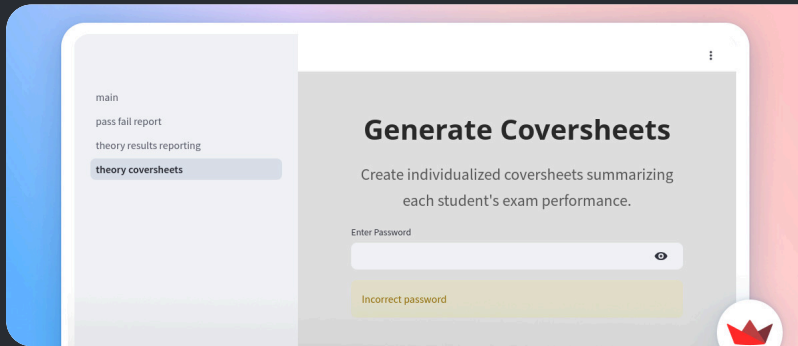 main
pass fail report
theory results reporting
theory coversheets
Generate Coversheets
Create individualized coversheets summarizing
each student's exam performance.
Enter Password
Incorrect password